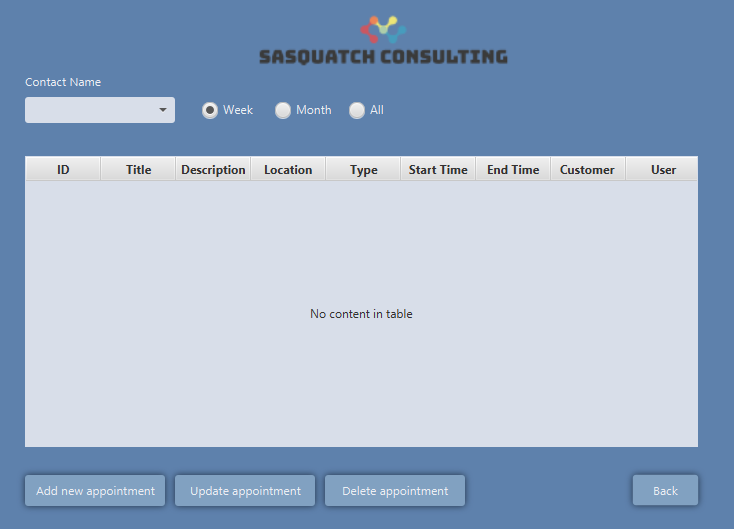 SASQUATCH CONSULTING
Contact Name
Week Month All
ID Title Description Location Type Start Time End Time Customer User
No content in table
Add new appointment Update appointment Delete appointment Back